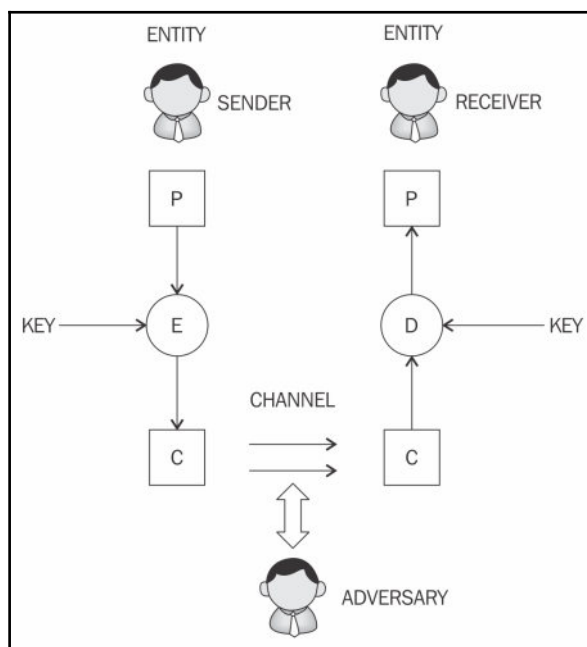 ENTITY ENTITY
SENDER RECEIVER
P P
KEY E D KEY
CHANNEL
C C
ADVERSARY